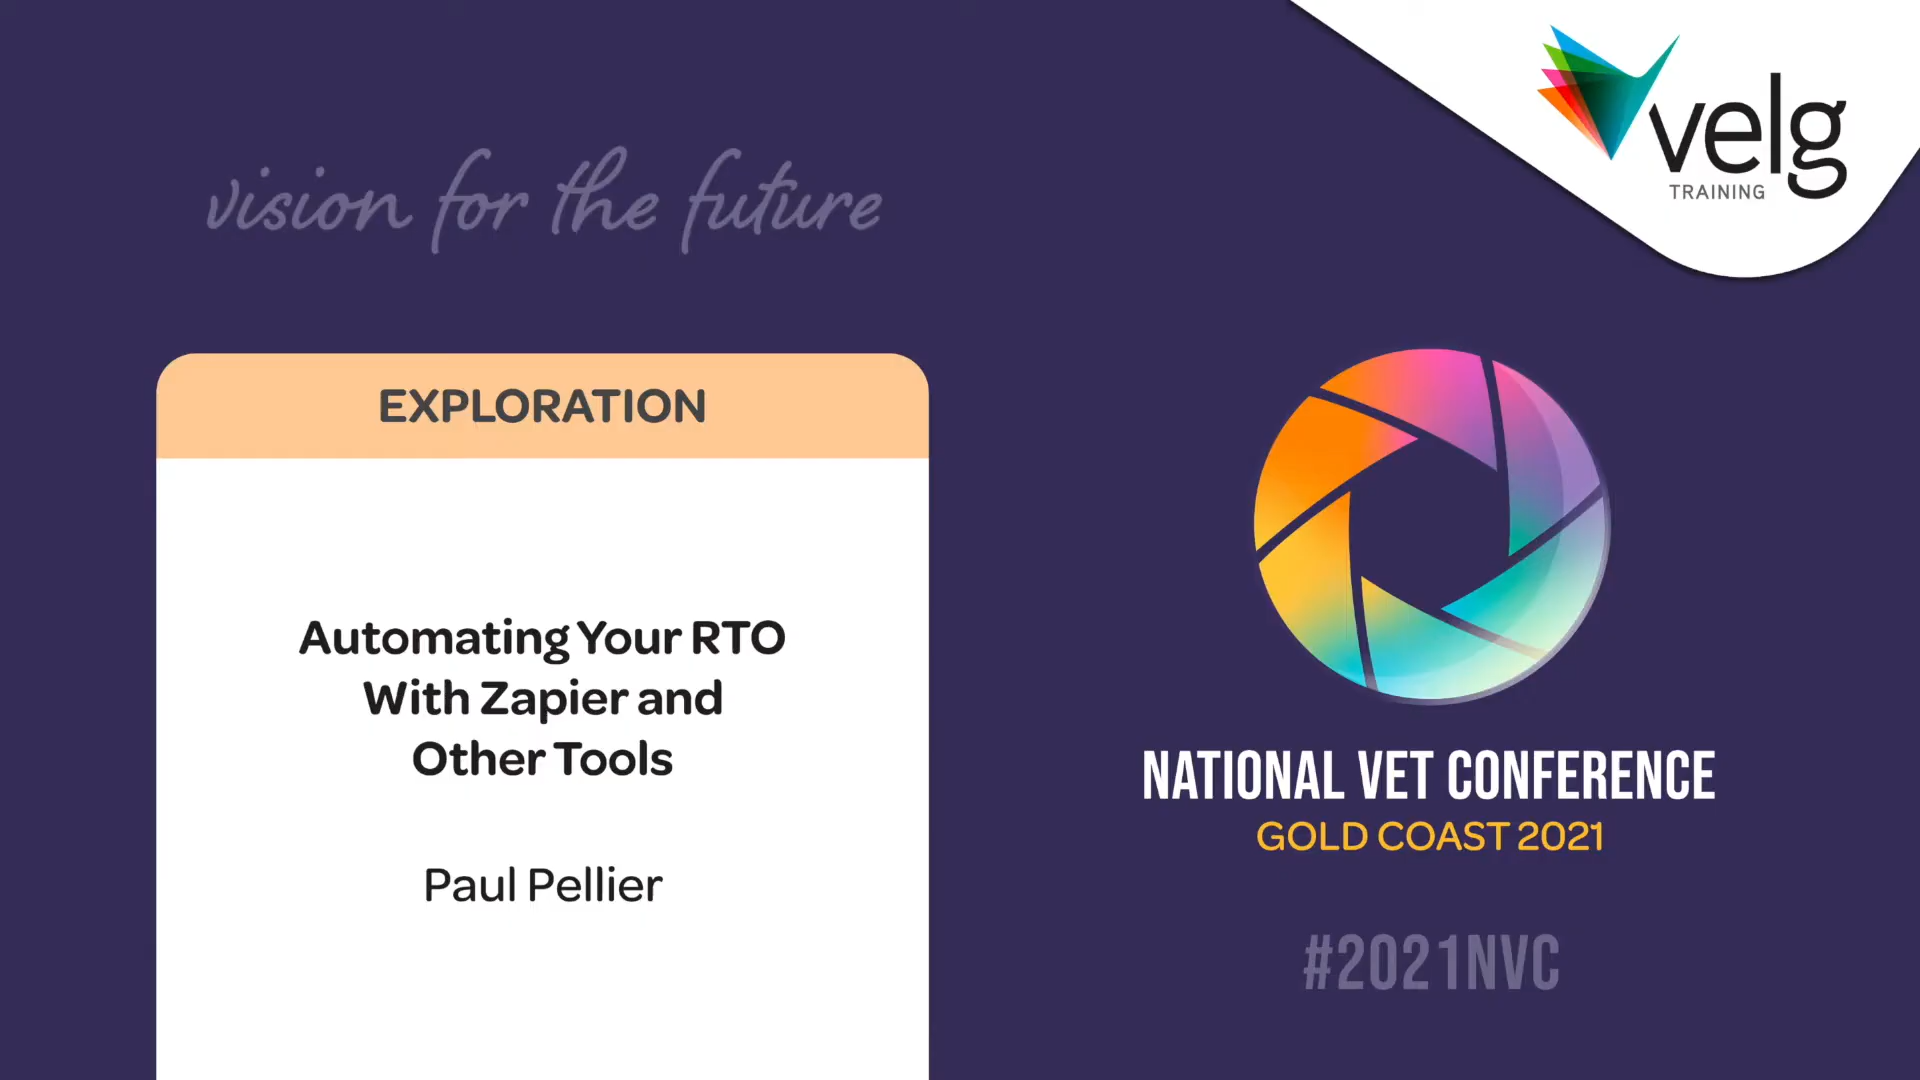 velg
TRAINING
vision for the future
EXPLORATION
Automating Your RTO
With Zapier and
Other Tools
Paul Pellier
NATIONAL VET CONFERENCE
GOLD COAST 2021
#2021NVC